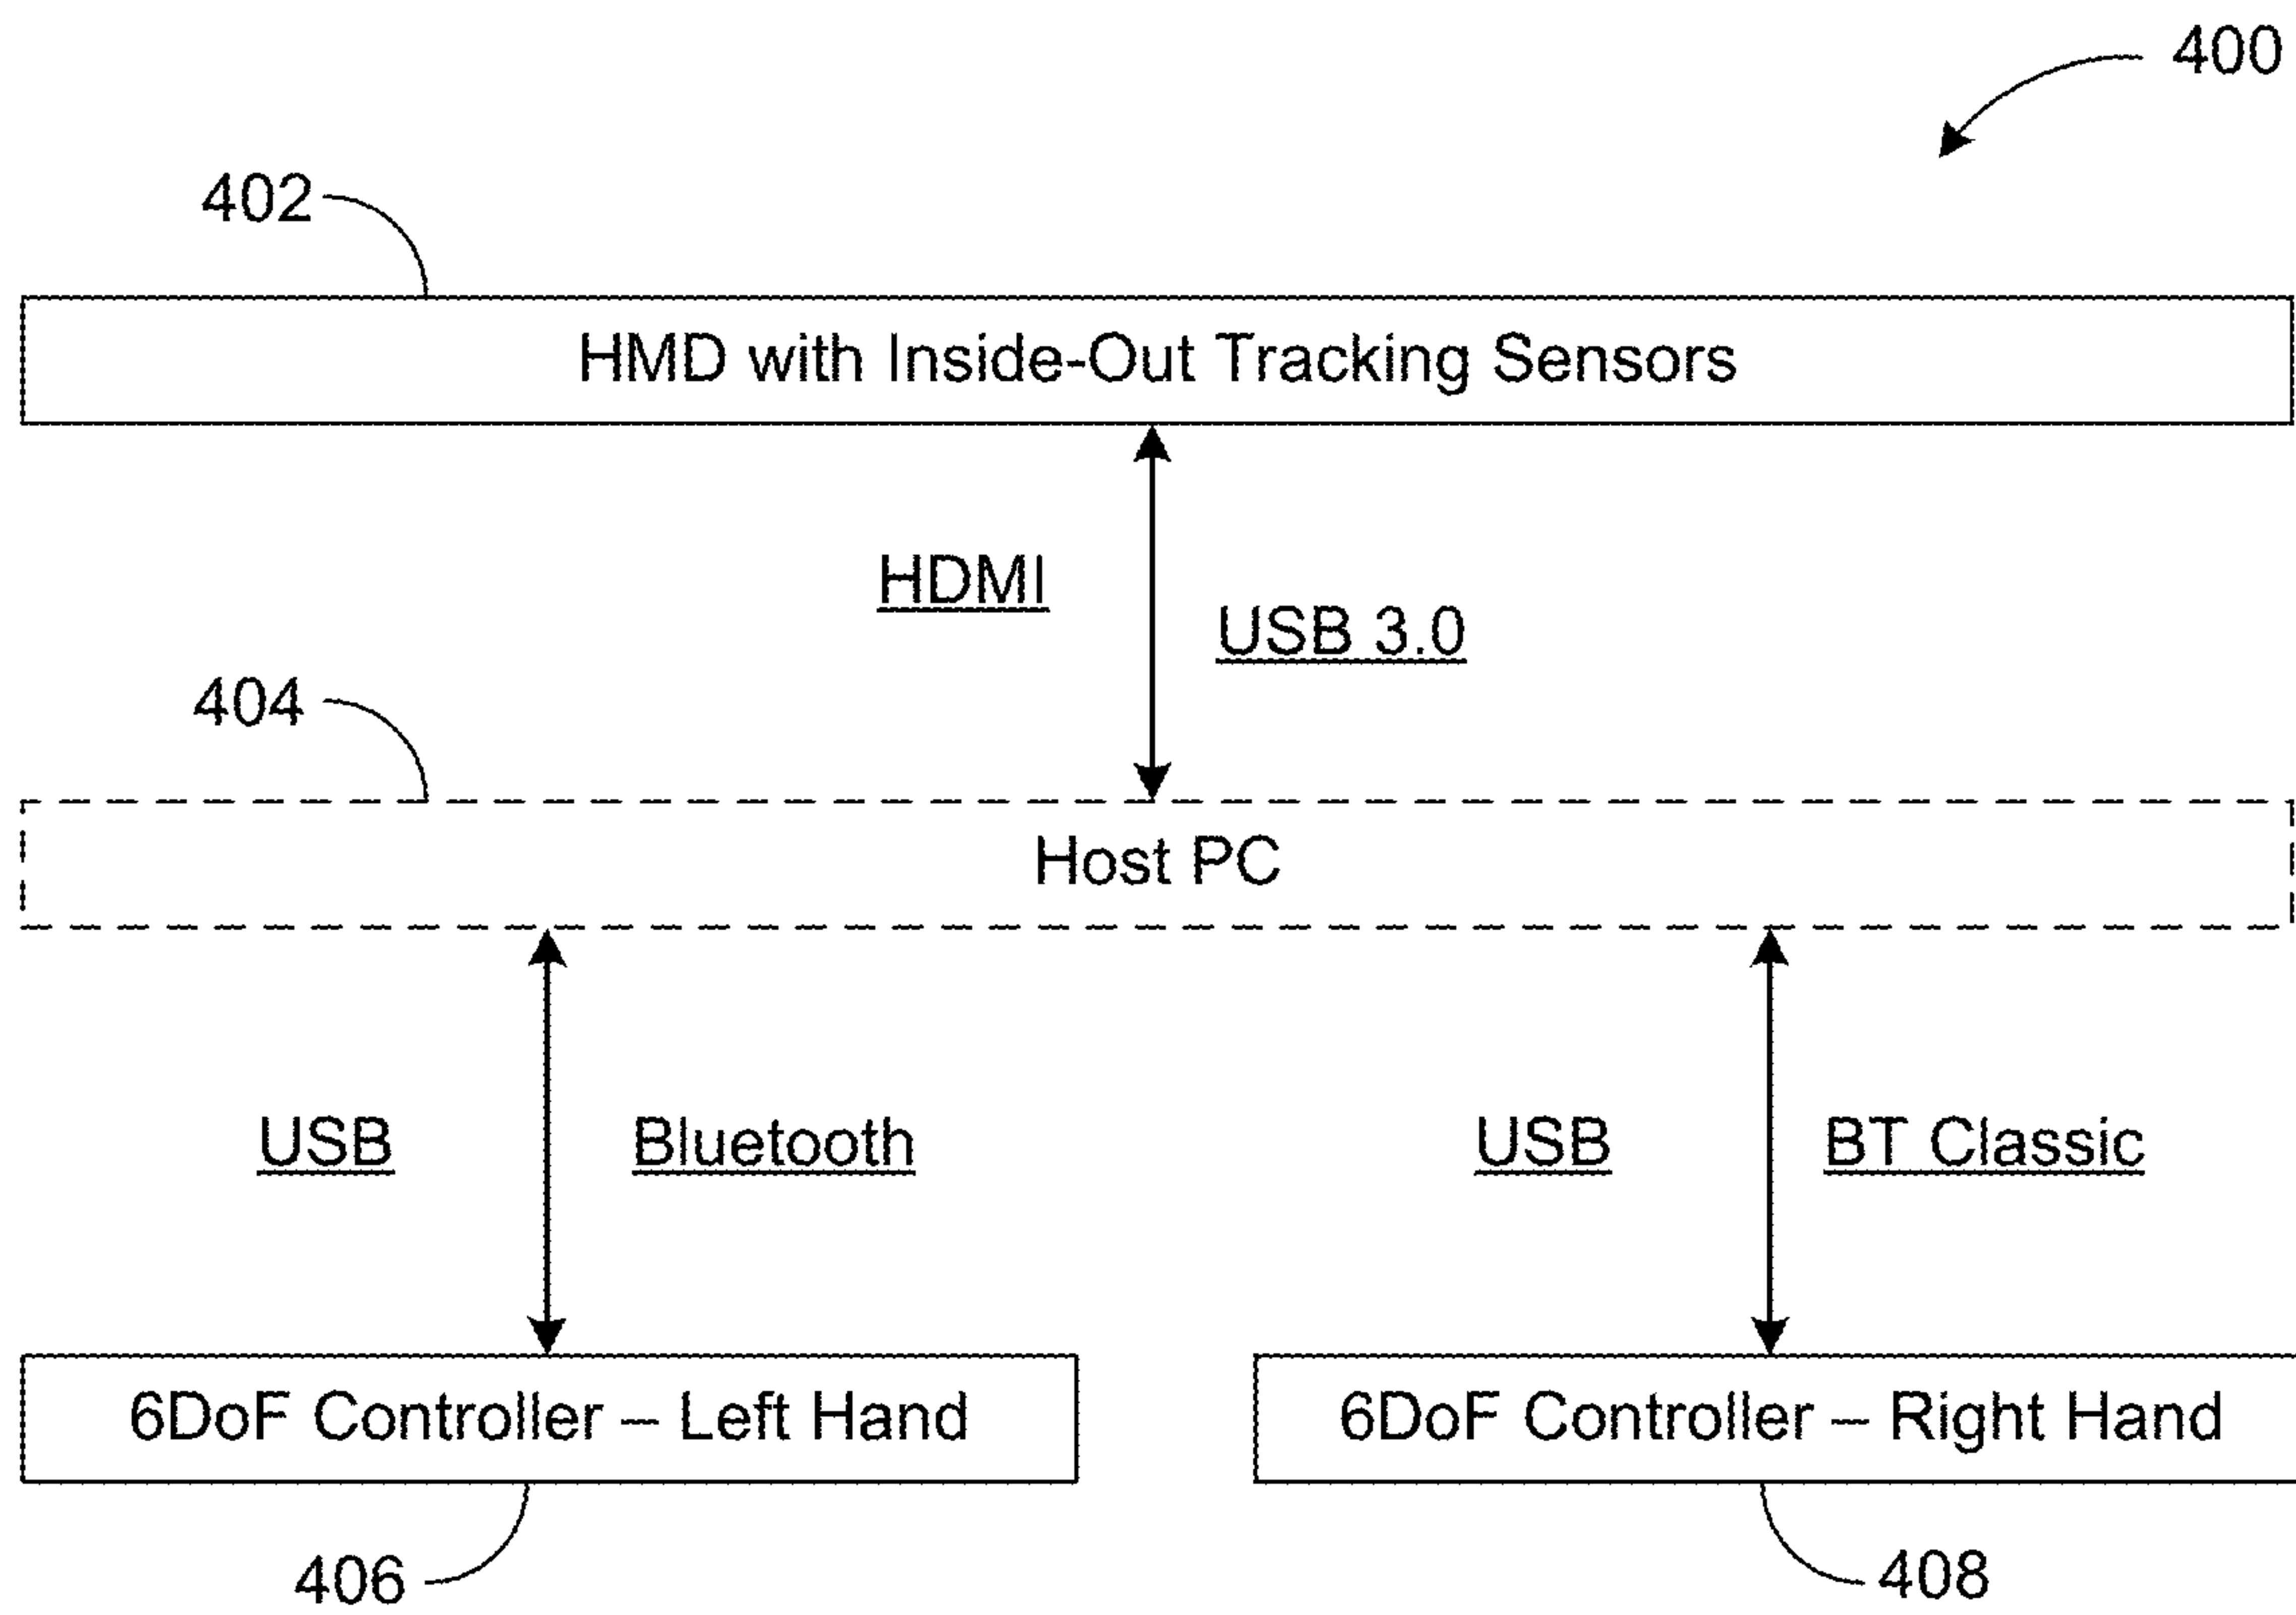 400
402
HMD with Inside-Out Tracking Sensors
HDMI
USB 3.0
404
Host PC
USB Bluetooth USB BT Classic
6DoF Controller – Left Hand 6DoF Controller – Right Hand
406 408